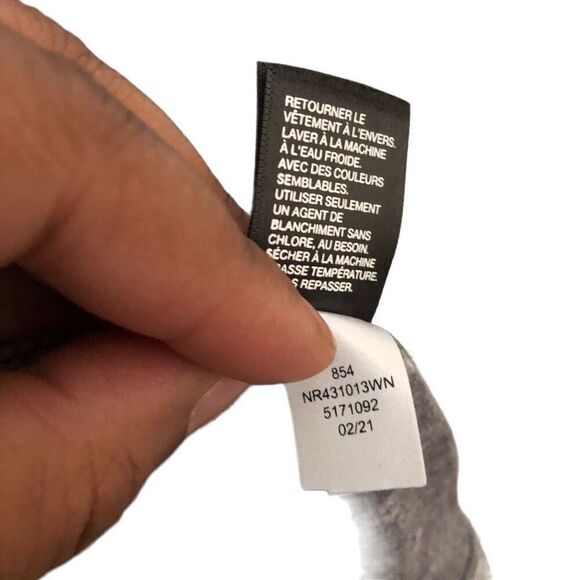 RETOURNER LE
VÊTEMENT À L'ENVERS.
LAVER À LA MACHINE
À L'EAU FROIDE.
AVEC DES COULEURS
SEMBLABLES.
UTILISER SEULEMENT
UN AGENT DE
BLANCHIMENT SANS
CHLORE, AU BESOIN.
SÉCHER À LA MACHINE
TEMPÉRATURE.
REPASSER.
854
NR431013WN
5171092
02/21